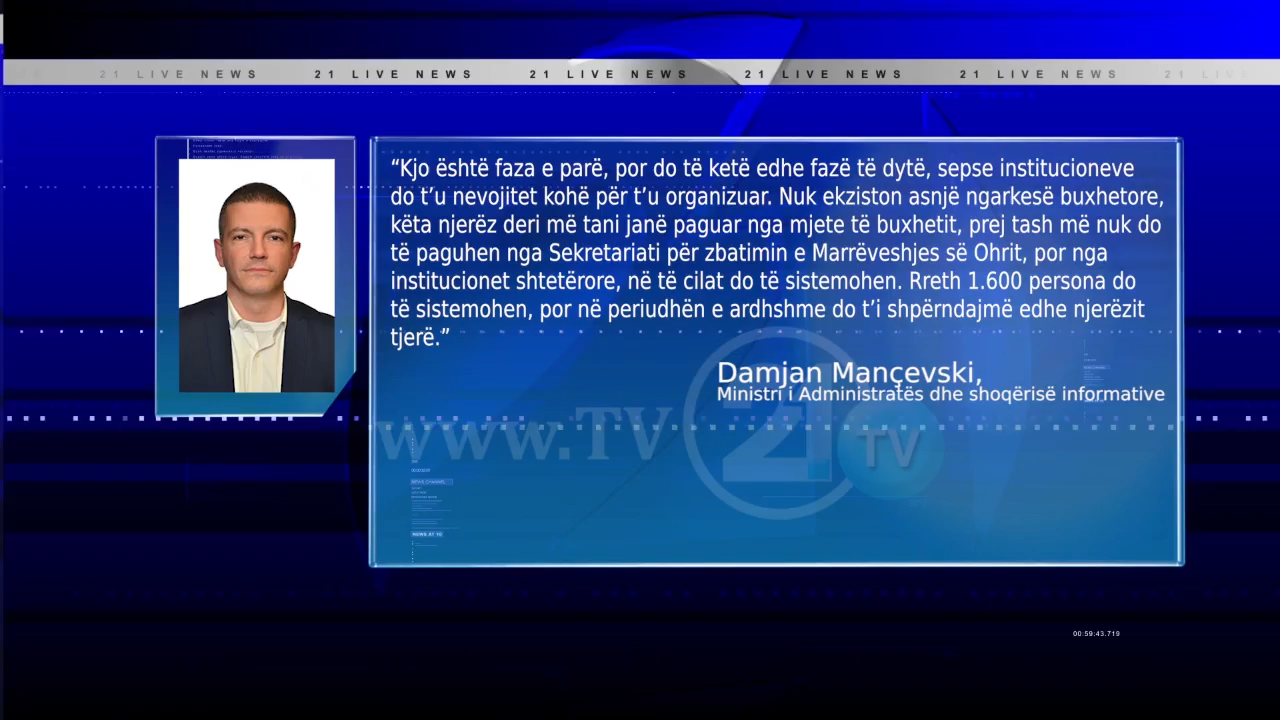 21 LIVE NEWS 21 LIVE NEWS 21 LIVE NEWS 21 LIVE NEWS 21 LIVE NEWS
“Kjo është faza e parë, por do të ketë edhe fazë të dytë, sepse institucioneve
do t’u nevojitet kohë për t’u organizuar. Nuk ekziston asnjë ngarkesë buxhetore,
këta njerëz deri më tani janë paguar nga mjete të buxhetit, prej tash më nuk do
të paguhen nga Sekretariati për zbatimin e Marrëveshjes së Ohrit, por nga
institucionet shtetërore, në të cilat do të sistemohen. Rreth 1.600 persona do
të sistemohen, por në periudhën e ardhshme do t’i shpërndajmë edhe njerëzit
tjerë.”
Damjan Mançevski,
Ministri i Administratës dhe shoqërisë informative
www.TV 21 TV
NEWS AT 10
00:59:43.719